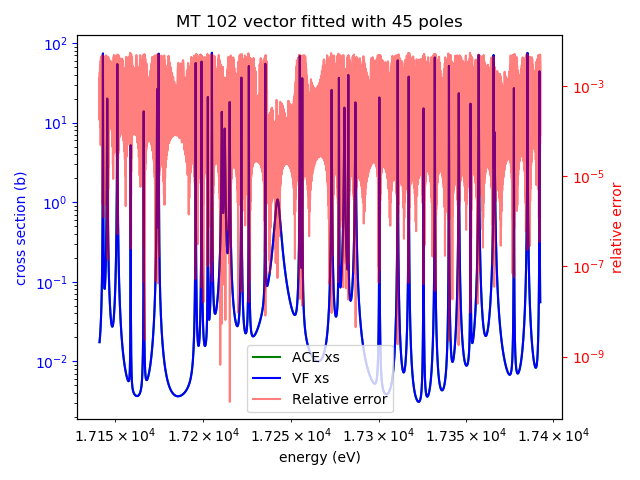 MT 102 vector fitted with 45 poles
10²
10¹
10⁰
10⁻¹
10⁻²
cross section (b)
10⁻³
10⁻⁵
10⁻⁷
10⁻⁹
relative error
ACE xs
VF xs
Relative error
1.715 × 10⁴ 1.72 × 10⁴ 1.725 × 10⁴ 1.73 × 10⁴ 1.735 × 10⁴ 1.74 × 10⁴
energy (eV)